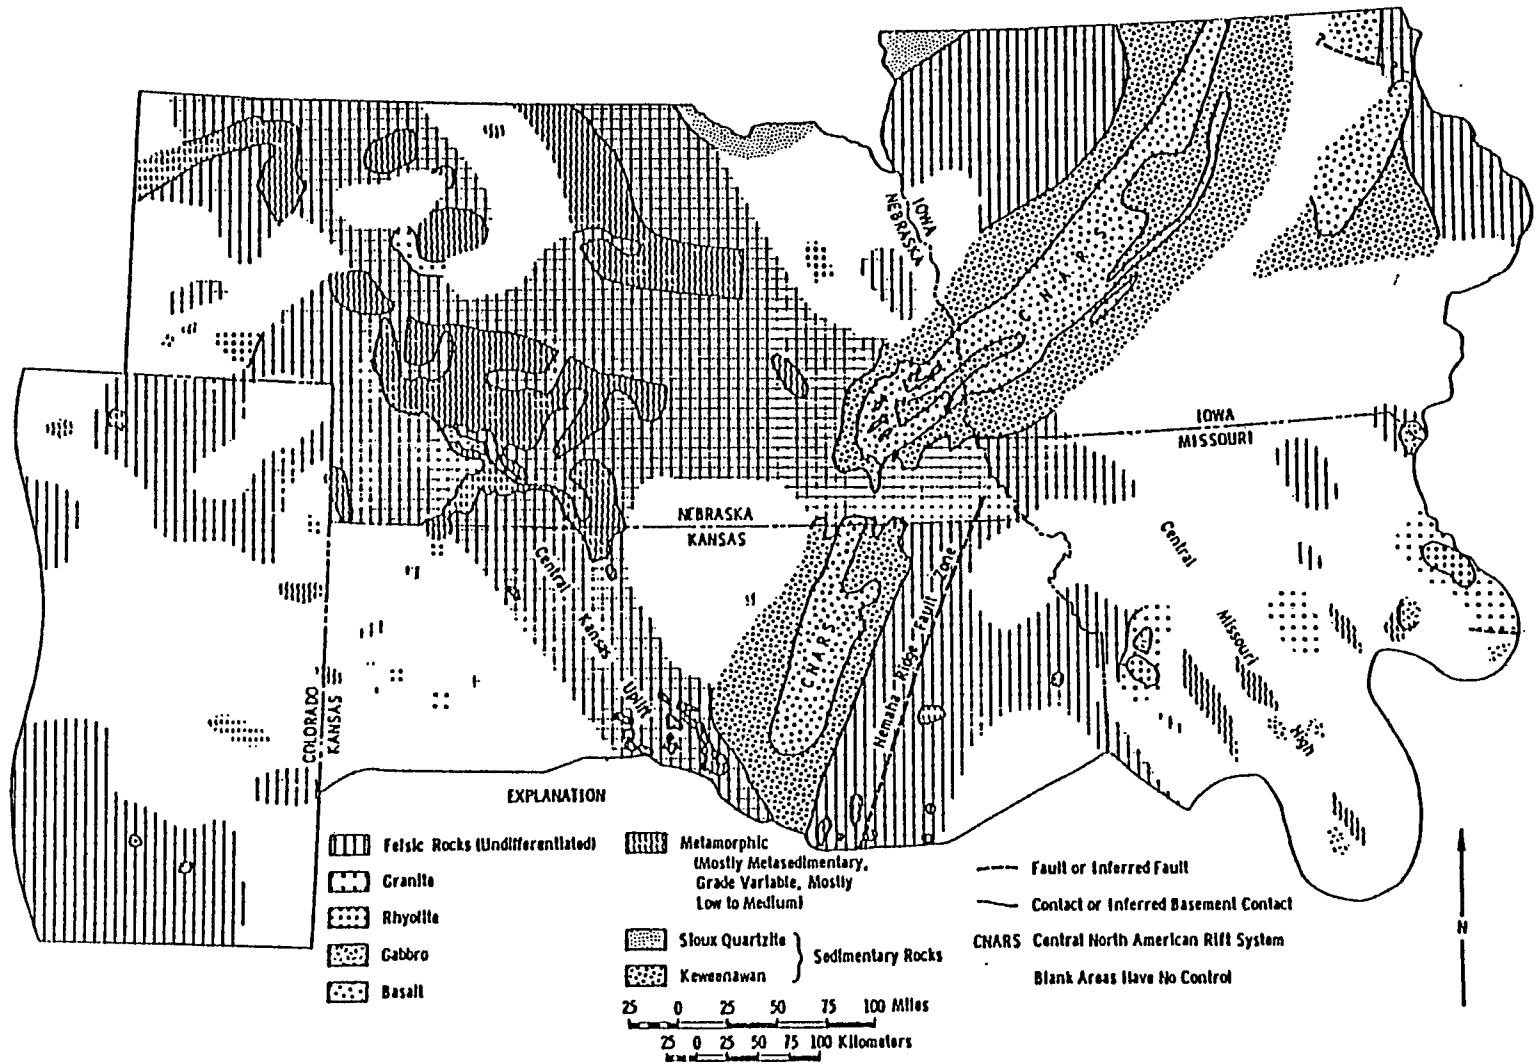 IOWA
NEBRASKA
CNARS
IOWA
MISSOURI
NEBRASKA
KANSAS
Central
Kansas
Uplift
CNARS
Nemaha Ridge Fault Zone
Central
Missouri
High
COLORADO
KANSAS
EXPLANATION
Felsic Rocks (Undifferentiated)
Granite
Rhyolite
Gabbro
Basalt
Metamorphic
(Mostly Metasedimentary,
Grade Variable, Mostly
Low to Medium)
Sioux Quartzite
Keweenawan
Sedimentary Rocks
Fault or Inferred Fault
Contact or Inferred Basement Contact
CNARS Central North American Rift System
Blank Areas Have No Control
N
25 0 25 50 75 100 Miles
25 0 25 50 75 100 Kilometers